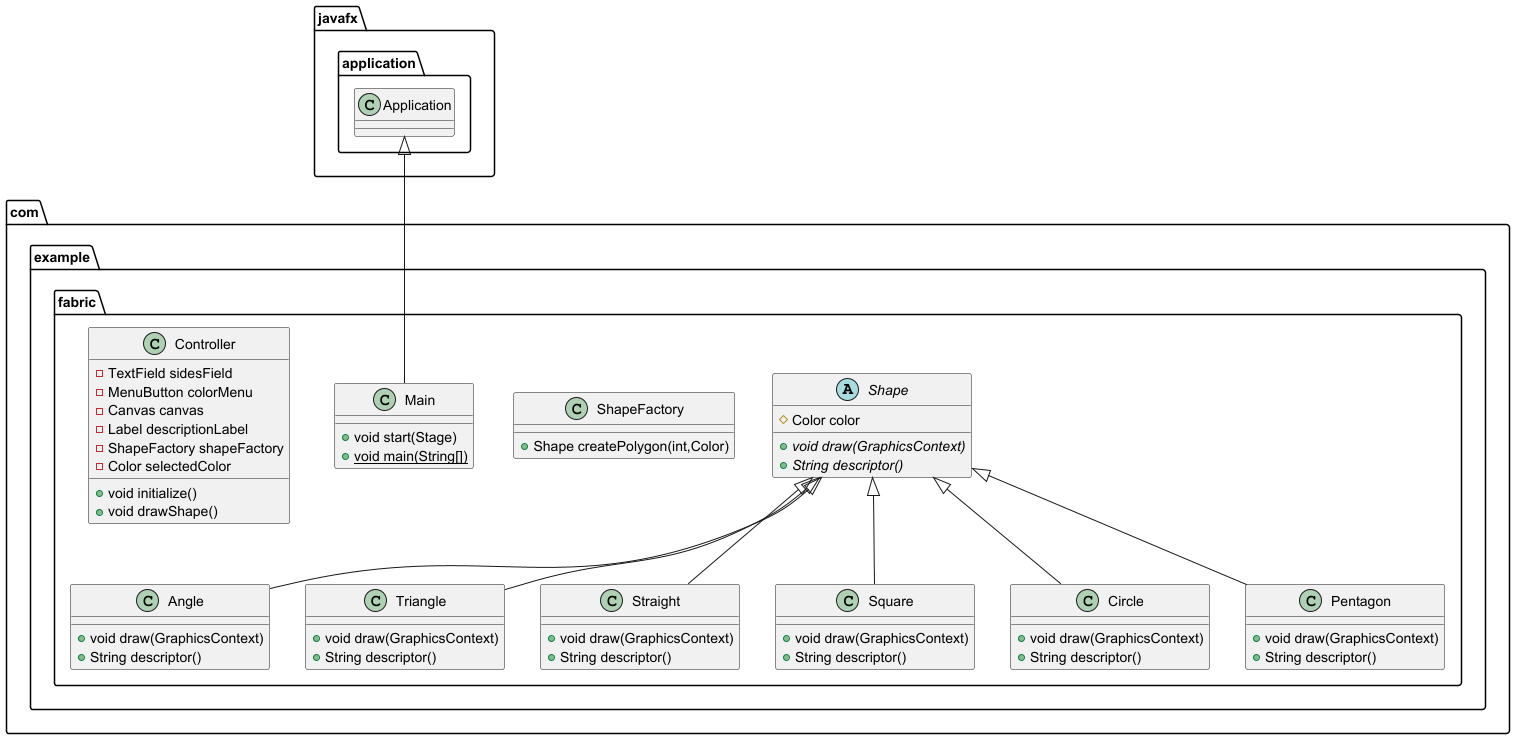 javafx
application
C Application
com
example
fabric
C Controller
TextField sidesField
MenuButton colorMenu
Canvas canvas
Label descriptionLabel
ShapeFactory shapeFactory
Color selectedColor
void initialize()
void drawShape()
C Main
void start(Stage)
void main(String[])
C ShapeFactory
Shape createPolygon(int,Color)
A Shape
Color color
void draw(GraphicsContext)
String descriptor()
C Angle
void draw(GraphicsContext)
String descriptor()
C Triangle
void draw(GraphicsContext)
String descriptor()
C Straight
void draw(GraphicsContext)
String descriptor()
C Square
void draw(GraphicsContext)
String descriptor()
C Circle
void draw(GraphicsContext)
String descriptor()
C Pentagon
void draw(GraphicsContext)
String descriptor()